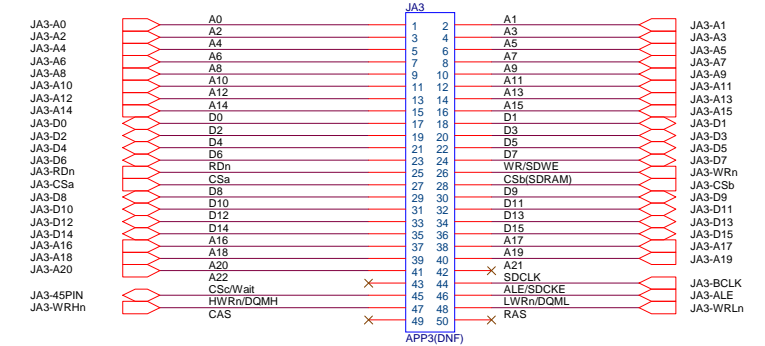 JA3
JA3-A0 A0 1 2 A1 JA3-A1
JA3-A2 A2 3 4 A3 JA3-A3
JA3-A4 A4 5 6 A5 JA3-A5
JA3-A6 A6 7 8 A7 JA3-A7
JA3-A8 A8 9 10 A9 JA3-A9
JA3-A10 A10 11 12 A11 JA3-A11
JA3-A12 A12 13 14 A13 JA3-A13
JA3-A14 A14 15 16 A15 JA3-A15
JA3-D0 D0 17 18 D1 JA3-D1
JA3-D2 D2 19 20 D3 JA3-D3
JA3-D4 D4 21 22 D5 JA3-D5
JA3-D6 D6 23 24 D7 JA3-D7
JA3-RDn RDn 25 26 WR/SDWE JA3-WRn
JA3-CSa CSa 27 28 CSb(SDRAM) JA3-CSb
JA3-D8 D8 29 30 D9 JA3-D9
JA3-D10 D10 31 32 D11 JA3-D11
JA3-D12 D12 33 34 D13 JA3-D13
JA3-D14 D14 35 36 D15 JA3-D15
JA3-A16 A16 37 38 A17 JA3-A17
JA3-A18 A18 39 40 A19 JA3-A19
JA3-A20 A20 41 42 A21
A22 43 44 SDCLK JA3-BCLK
JA3-45PIN CSc/Wait 45 46 ALE/SDCKE JA3-ALE
JA3-WRHn HWRn/DQMH 47 48 LWRn/DQML JA3-WRLn
CAS 49 50 RAS
APP3(DNF)